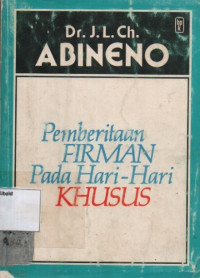 Dr. J. L. Ch.
ABINENO
Pemberitaan
FIRMAN
Pada Hari-Hari
KHUSUS